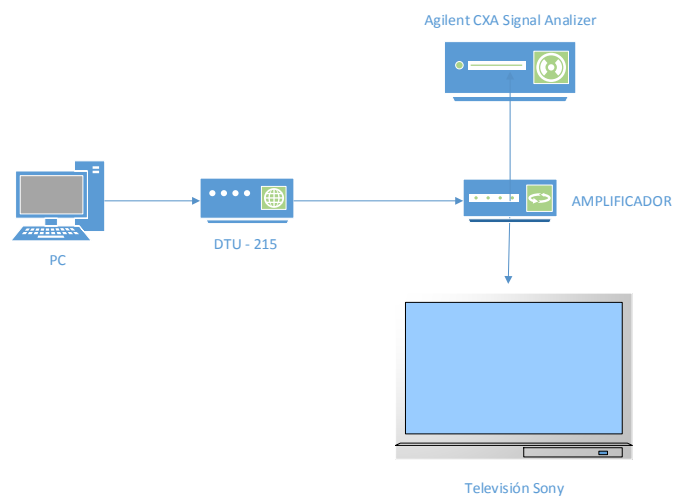 Agilent CXA Signal Analizer
AMPLIFICADOR
DTU - 215
PC
Televisión Sony